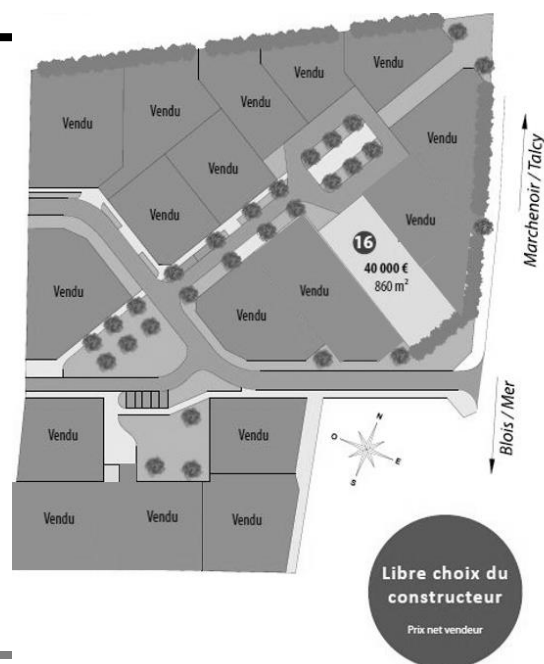 Vendu
Vendu
Vendu
Vendu
Vendu
Vendu
Vendu
Vendu
Vendu
Marchenoir / Talcy
16
40 000 €
860 m²
Vendu
Vendu
Vendu
Blois / Mer
N
O
E
S
Vendu
Vendu
Vendu
Vendu
Vendu
Libre choix du
constructeur
Prix net vendeur